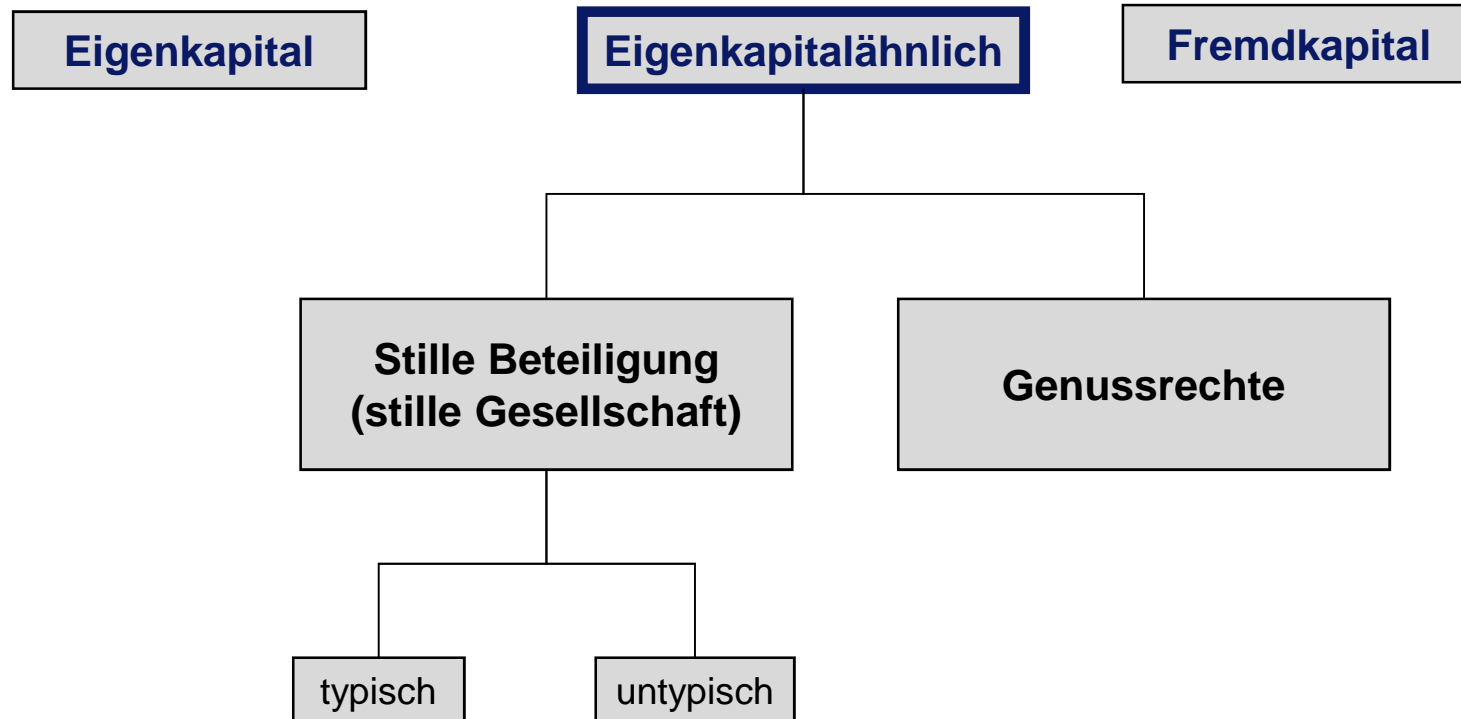 Eigenkapital
Eigenkapitalähnlich
Fremdkapital
Stille Beteiligung
(stille Gesellschaft)
Genussrechte
typisch
untypisch